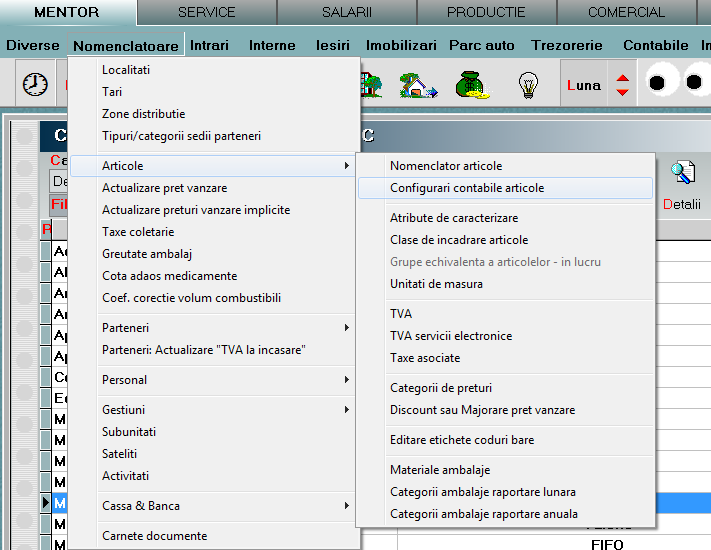 MENTOR SERVICE SALARII PRODUCTIE COMERCIAL
Diverse Nomenclatoare Intrari Interne Iesiri Imobilizari Parc auto Trezorerie Contabile
Luna
Localitati
Tari
Zone distributie
Tipuri/categorii sedii parteneri
Articole
Actualizare pret vanzare
Actualizare preturi vanzare implicite
Taxe coletarie
Greutate ambalaj
Cota adaos medicamente
Coef. corectie volum combustibili
Parteneri
Parteneri: Actualizare "TVA la incasare"
Personal
Gestiuni
Subunitati
Sateliti
Activitati
Cassa & Banca
Carnete documente
Nomenclator articole
Configurari contabile articole
Atribute de caracterizare
Clase de incadrare articole
Grupe echivalenta a articolelor - in lucru
Unitati de masura
TVA
TVA servicii electronice
Taxe asociate
Categorii de preturi
Discount sau Majorare pret vanzare
Editare etichete coduri bare
Materiale ambalaje
Categorii ambalaje raportare lunara
Categorii ambalaje raportare anuala
Detalii
FIFO